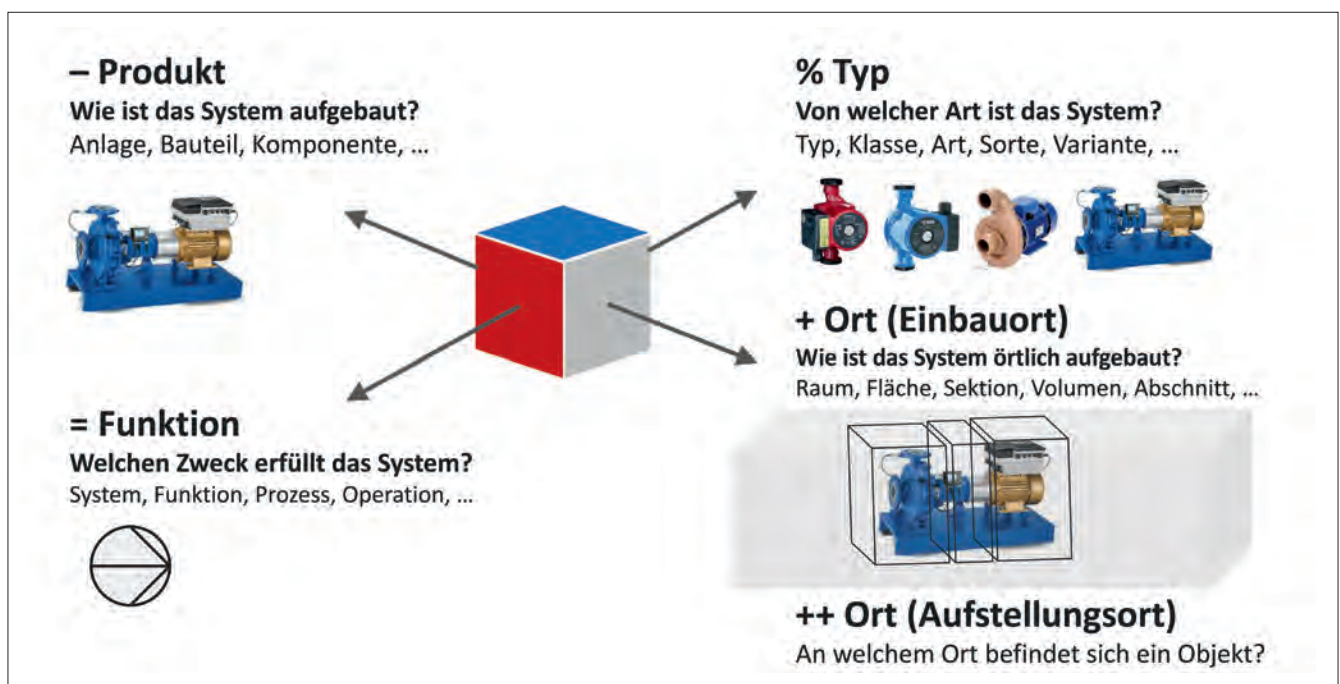 – Produkt
Wie ist das System aufgebaut?
Anlage, Bauteil, Komponente, ...
= Funktion
Welchen Zweck erfüllt das System?
System, Funktion, Prozess, Operation, ...
% Typ
Von welcher Art ist das System?
Typ, Klasse, Art, Sorte, Variante, ...
+ Ort (Einbauort)
Wie ist das System örtlich aufgebaut?
Raum, Fläche, Sektion, Volumen, Abschnitt, ...
++ Ort (Aufstellungsort)
An welchem Ort befindet sich ein Objekt?